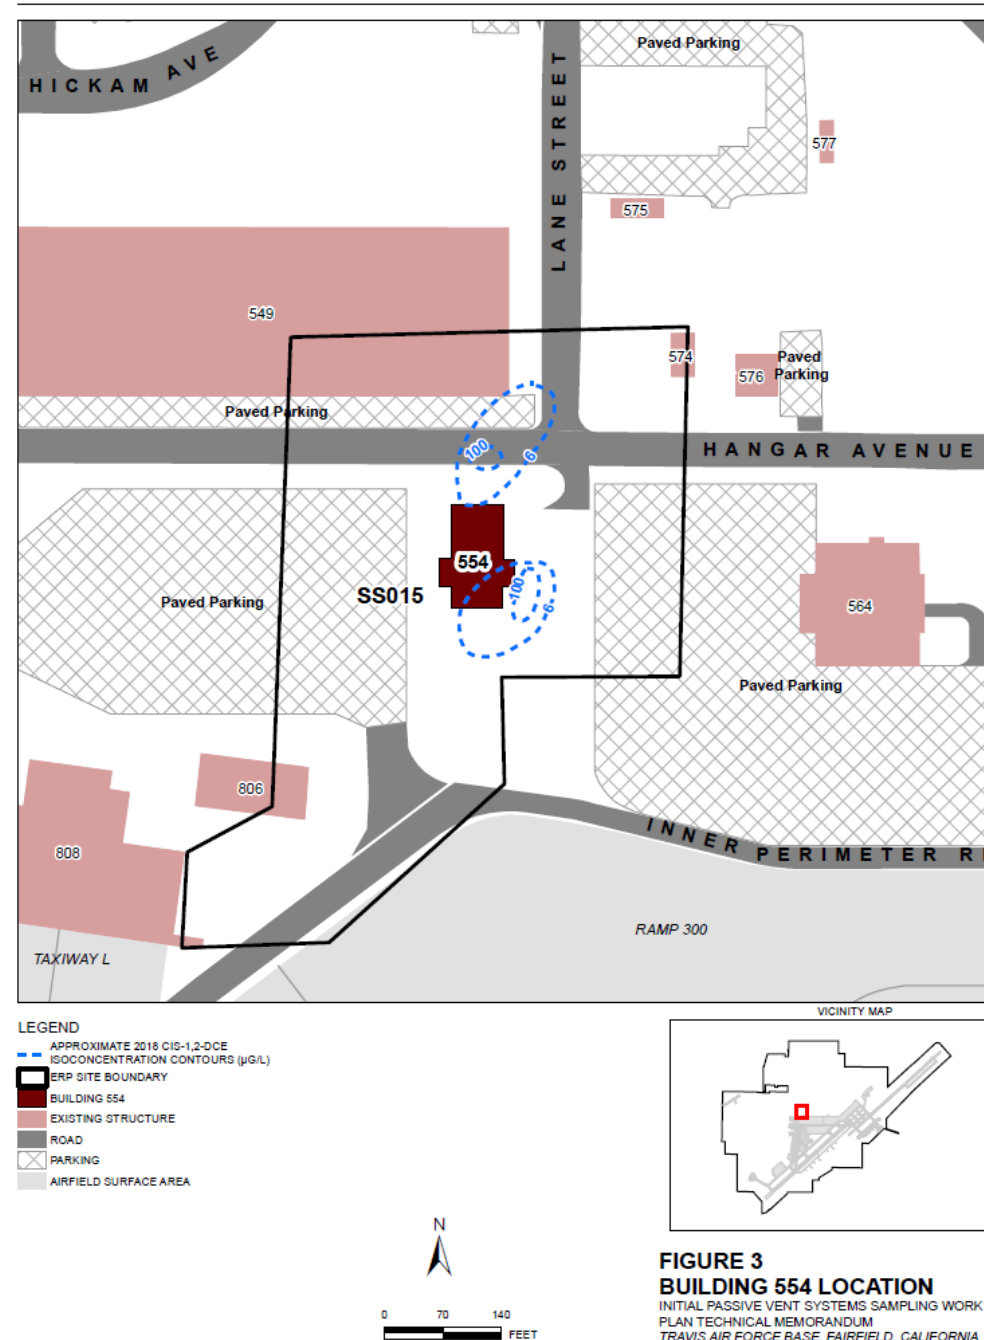 HICKAM AVE
Paved Parking
LANE STREET
577
575
549
574
576
Paved
Parking
Paved Parking
100
6
HANGAR AVENUE
554
SS015
100
6
Paved Parking
564
Paved Parking
806
808
INNER PERIMETER R
RAMP 300
TAXIWAY L
LEGEND
APPROXIMATE 2018 CIS-1,2-DCE
ISOCONCENTRATION CONTOURS (µG/L)
ERP SITE BOUNDARY
BUILDING 554
EXISTING STRUCTURE
ROAD
PARKING
AIRFIELD SURFACE AREA
VICINITY MAP
N
0 70 140
FEET
FIGURE 3
BUILDING 554 LOCATION
INITIAL PASSIVE VENT SYSTEMS SAMPLING WORK
PLAN TECHNICAL MEMORANDUM
TRAVIS AIR FORCE BASE, FAIRFIELD, CALIFORNIA